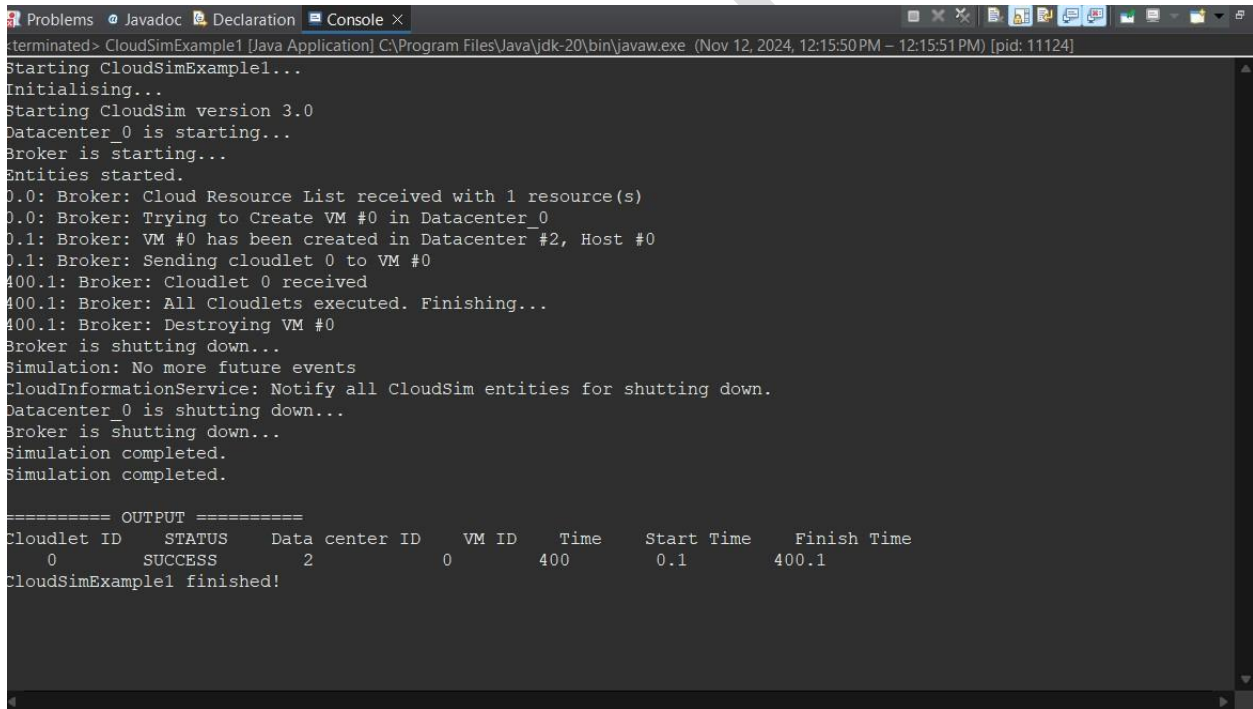 Problems @ Javadoc Declaration Console ×
<terminated> CloudSimExample1 [Java Application] C:\Program Files\Java\jdk-20\bin\javaw.exe (Nov 12, 2024, 12:15:50 PM – 12:15:51 PM) [pid: 11124]
Starting CloudSimExample1...
Initialising...
Starting CloudSim version 3.0
Datacenter_0 is starting...
Broker is starting...
Entities started.
0.0: Broker: Cloud Resource List received with 1 resource(s)
0.0: Broker: Trying to Create VM #0 in Datacenter_0
0.1: Broker: VM #0 has been created in Datacenter #2, Host #0
0.1: Broker: Sending cloudlet 0 to VM #0
400.1: Broker: Cloudlet 0 received
400.1: Broker: All Cloudlets executed. Finishing...
400.1: Broker: Destroying VM #0
Broker is shutting down...
Simulation: No more future events
CloudInformationService: Notify all CloudSim entities for shutting down.
Datacenter_0 is shutting down...
Broker is shutting down...
Simulation completed.
Simulation completed.
========== OUTPUT ==========
Cloudlet ID STATUS Data center ID VM ID Time Start Time Finish Time
0 SUCCESS 2 0 400 0.1 400.1
CloudSimExample1 finished!